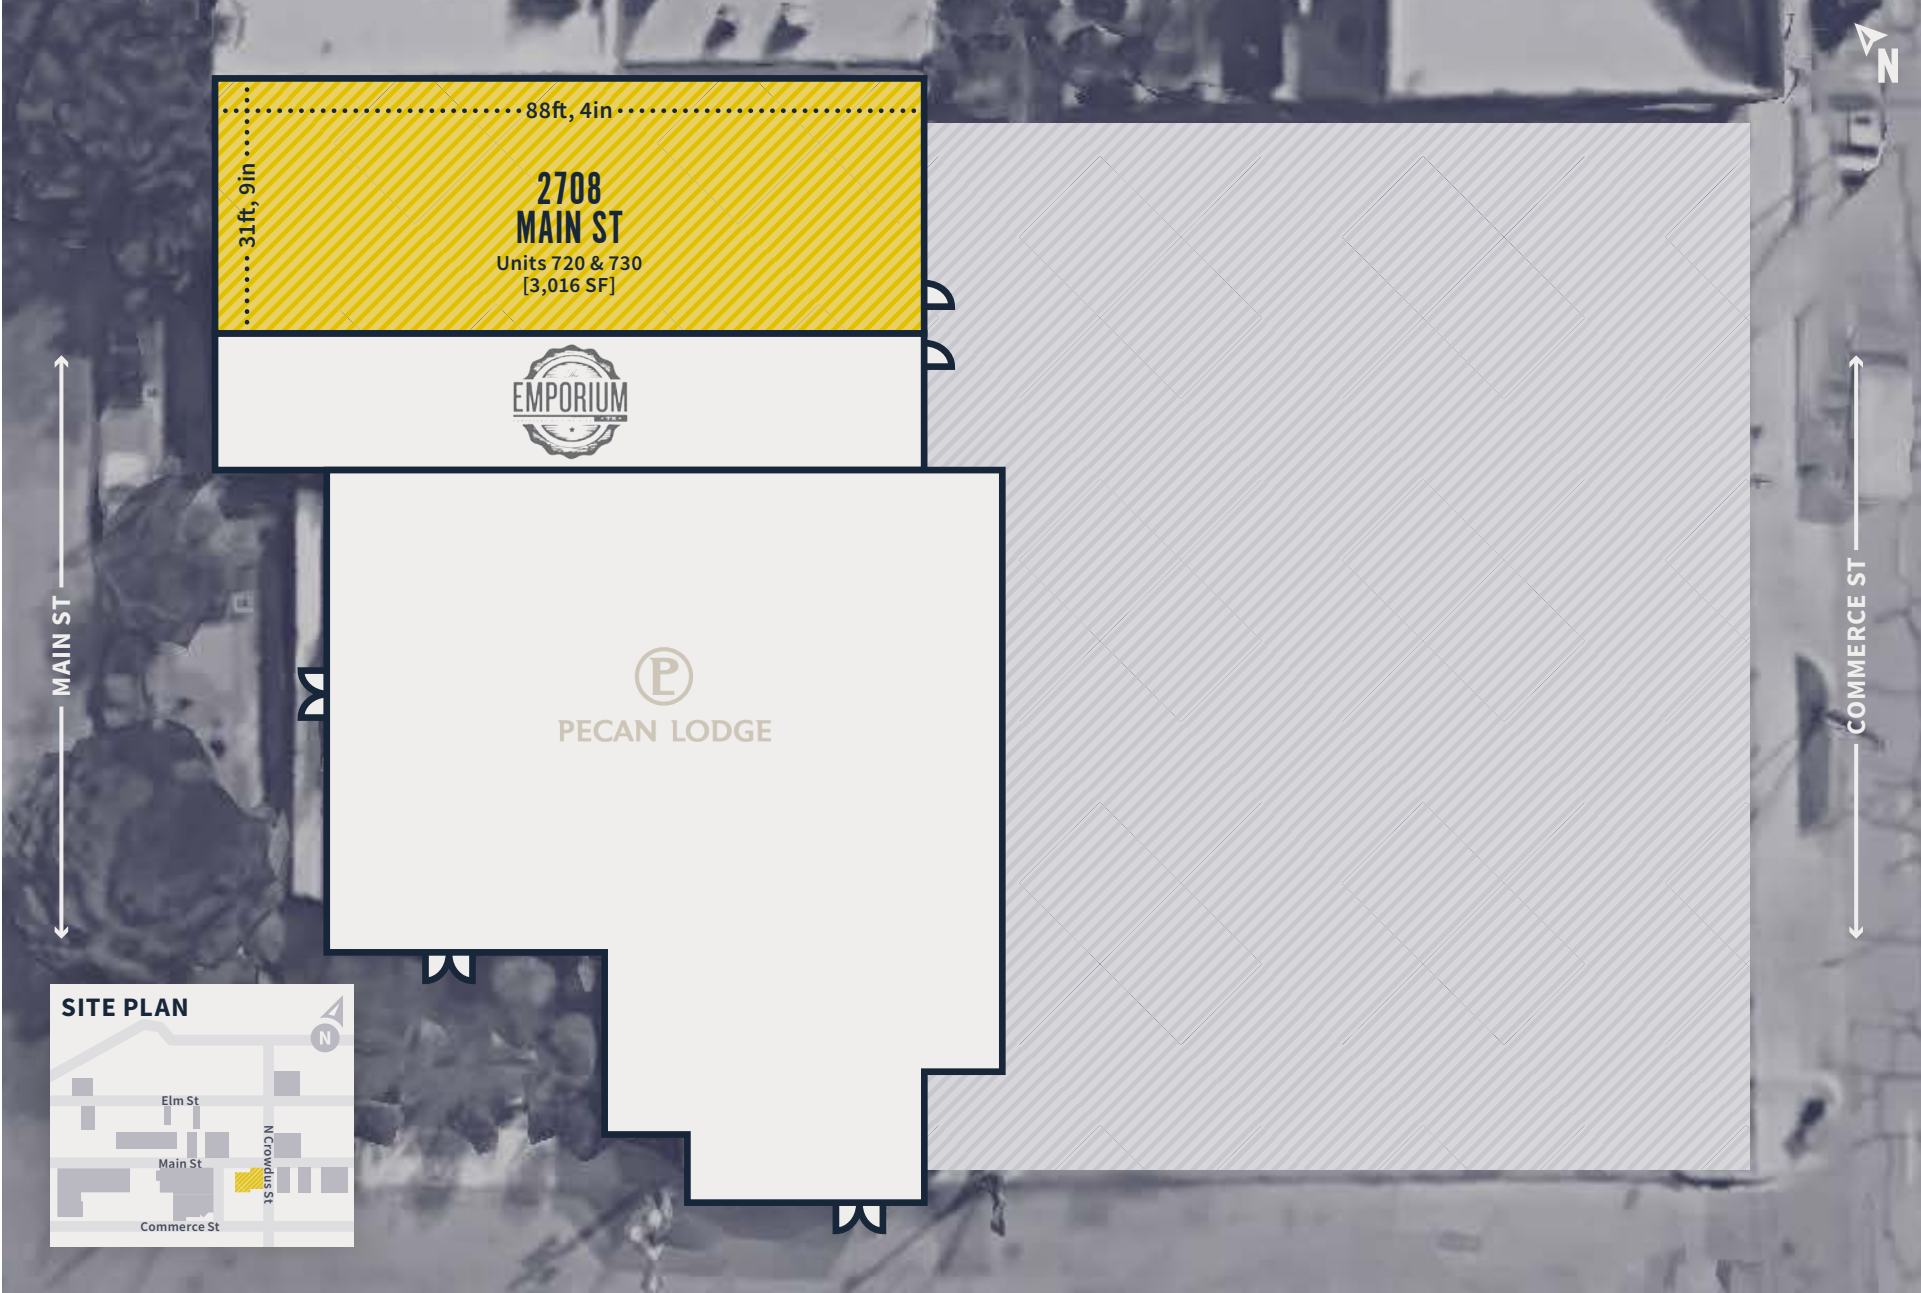 N
88ft, 4in
31ft, 9in
2708
MAIN ST
Units 720 & 730
[3,016 SF]
The
EMPORIUM
PECAN LODGE
MAIN ST
COMMERCE ST
SITE PLAN
N
Elm St
N Crowdus St
Main St
Commerce St